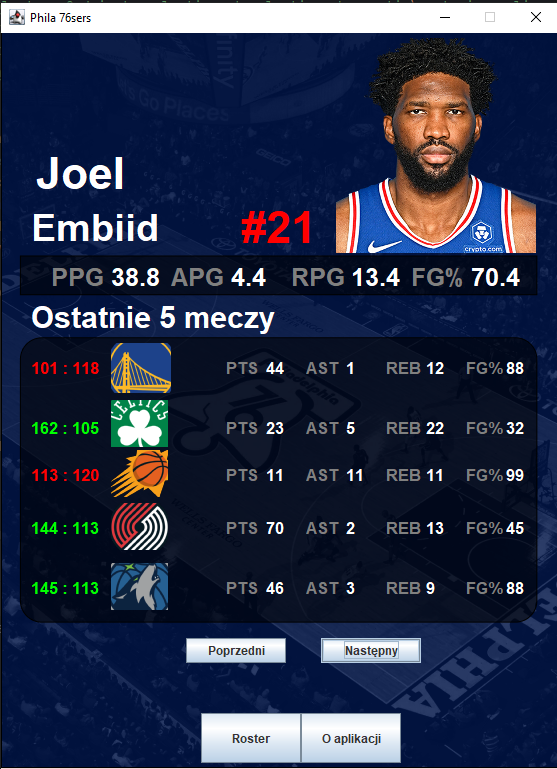 Phila 76sers
Joel
Embiid #21
crypto.com
PPG 38.8 APG 4.4 RPG 13.4 FG% 70.4
Ostatnie 5 meczy
101 : 118 PTS 44 AST 1 REB 12 FG% 88
CELTICS
162 : 105 PTS 23 AST 5 REB 22 FG% 32
113 : 120 PTS 11 AST 11 REB 11 FG% 99
144 : 113 PTS 70 AST 2 REB 13 FG% 45
145 : 113 PTS 46 AST 3 REB 9 FG% 88
Poprzedni Następny
Roster O aplikacji